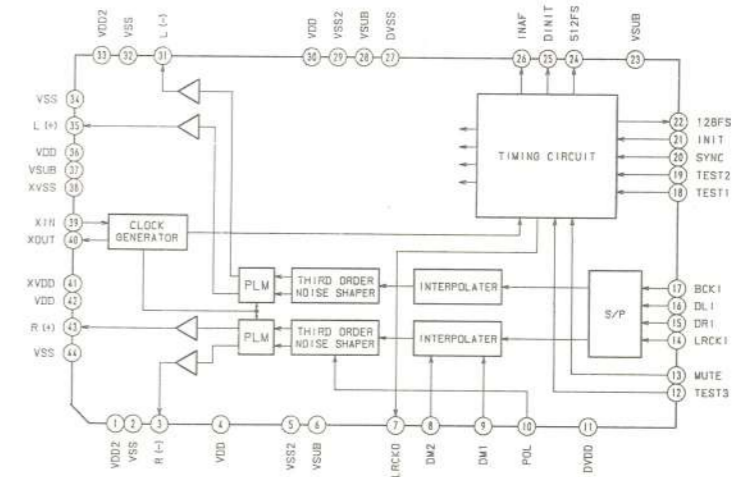 VDD2
VSS
L (-)
VDD
VSS2
VSUB
DVSS
INAF
DINIT
512FS
VSUB
33
32
31
30
29
28
27
26
25
24
23
VSS 34
L (+) 35
VDD 36
VSUB 37
XVSS 38
XIN 39
XOUT 40
XVDD 41
VDD 42
R (+) 43
VSS 44
TIMING CIRCUIT
CLOCK
GENERATOR
PLM
THIRD ORDER
NOISE SHAPER
INTERPOLATER
S/P
PLM
THIRD ORDER
NOISE SHAPER
INTERPOLATER
22 128FS
21 INIT
20 SYNC
19 TEST2
18 TEST1
17 BCKI
16 DLI
15 DRI
14 LRCKI
13 MUTE
12 TEST3
1
2
3
4
5
6
7
8
9
10
11
VDD2
VSS
R (-)
VDD
VSS2
VSUB
LRCKO
DM2
DM1
POL
DVDD